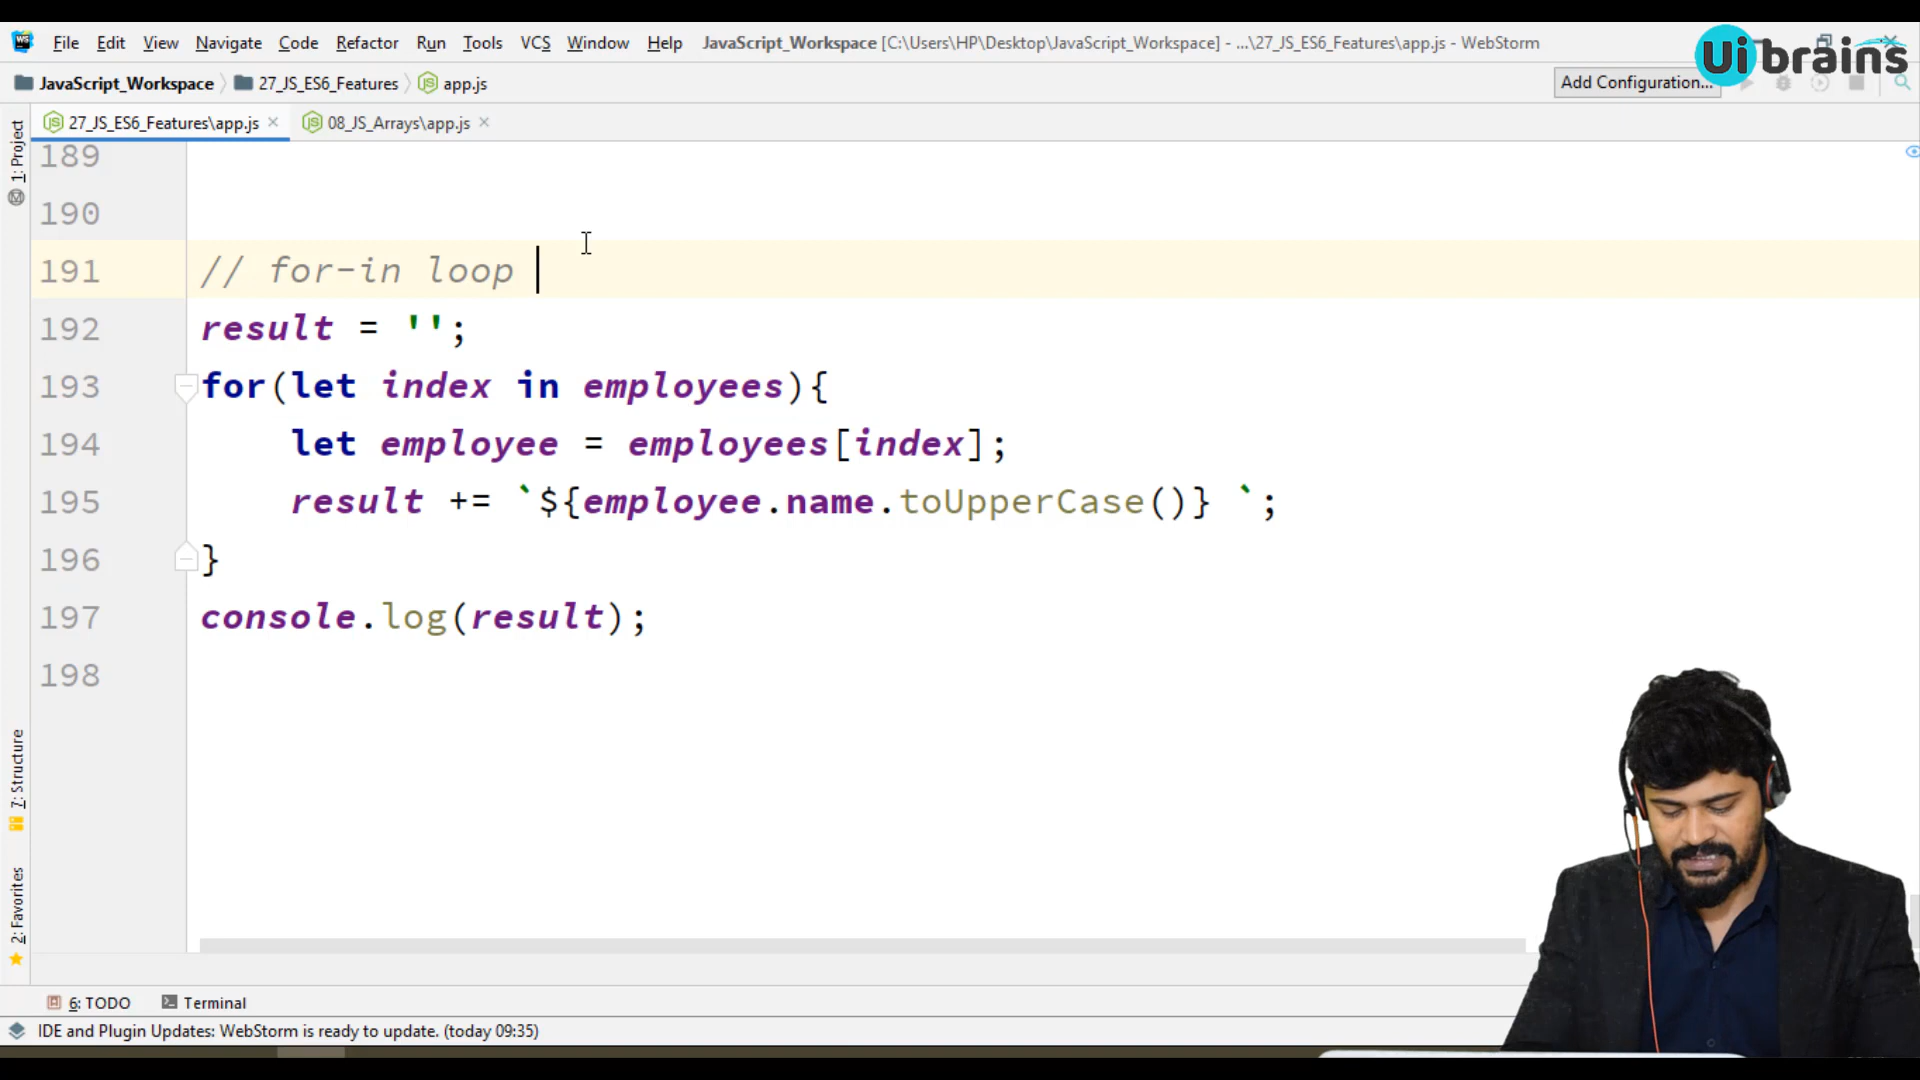 File Edit View Navigate Code Refactor Run Tools VCS Window Help JavaScript_Workspace [C:\Users\HP\Desktop\JavaScript_Workspace] - ...\27_JS_ES6_Features\app.js - WebStorm
Ui brains
JavaScript_Workspace 27_JS_ES6_Features app.js Add Configuration...
27_JS_ES6_Features\app.js 08_JS_Arrays\app.js
1: Project
189
190
191 // for-in loop
192 result = '';
193 for(let index in employees){
194 let employee = employees[index];
195 result += `${employee.name.toUpperCase()} `;
196 }
197 console.log(result);
198
7: Structure
2: Favorites
6: TODO Terminal
IDE and Plugin Updates: WebStorm is ready to update. (today 09:35)